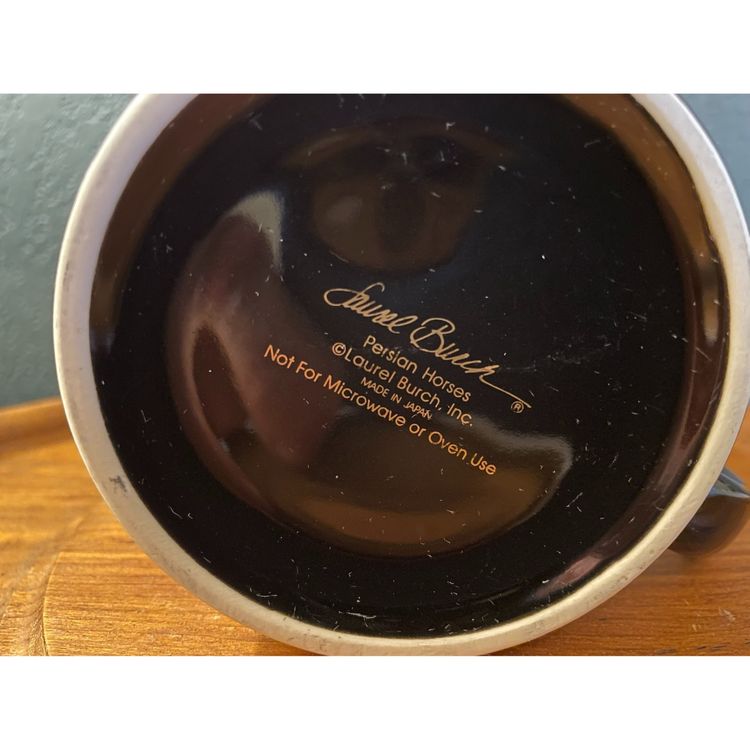 Laurel Burch ®
Persian Horses
©Laurel Burch, Inc.
MADE IN JAPAN
Not For Microwave or Oven Use